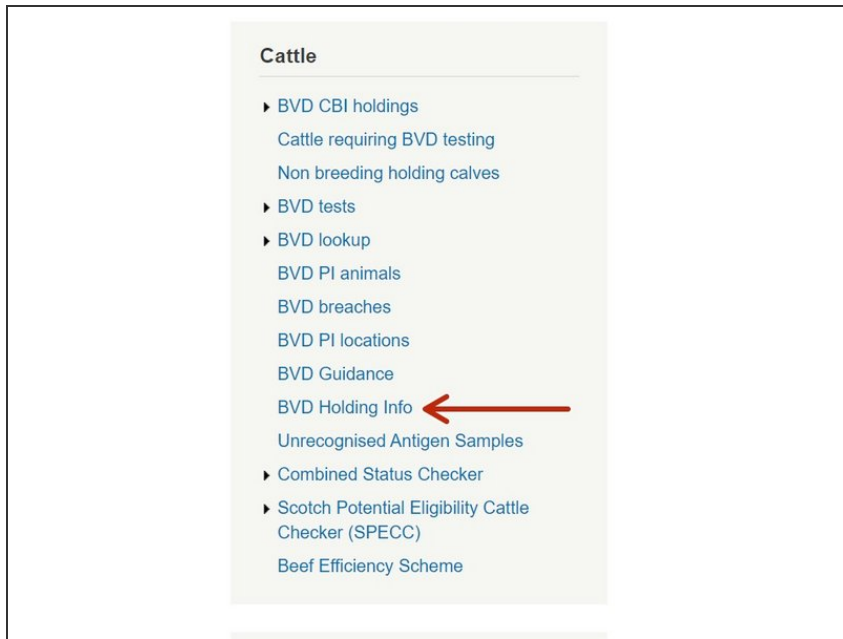 Cattle
BVD CBI holdings
Cattle requiring BVD testing
Non breeding holding calves
BVD tests
BVD lookup
BVD PI animals
BVD breaches
BVD PI locations
BVD Guidance
BVD Holding Info
Unrecognised Antigen Samples
Combined Status Checker
Scotch Potential Eligibility Cattle
Checker (SPECC)
Beef Efficiency Scheme